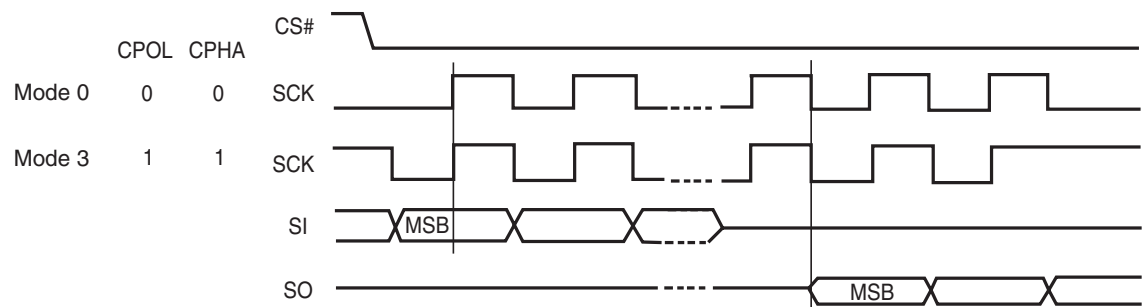 CS#
CPOL CPHA
Mode 0 0 0 SCK
Mode 3 1 1 SCK
SI MSB
SO MSB